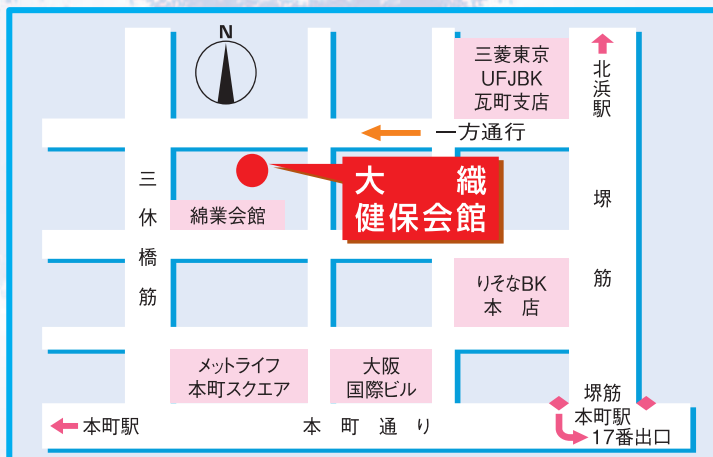 N
三菱東京
UFJBK
瓦町支店
北浜駅
一方通行
大　織
健保会館
三休橋筋
綿業会館
堺筋
りそなBK
本　店
メットライフ
本町スクエア
大阪
国際ビル
堺筋
本町駅
17番出口
本町駅
本町通り